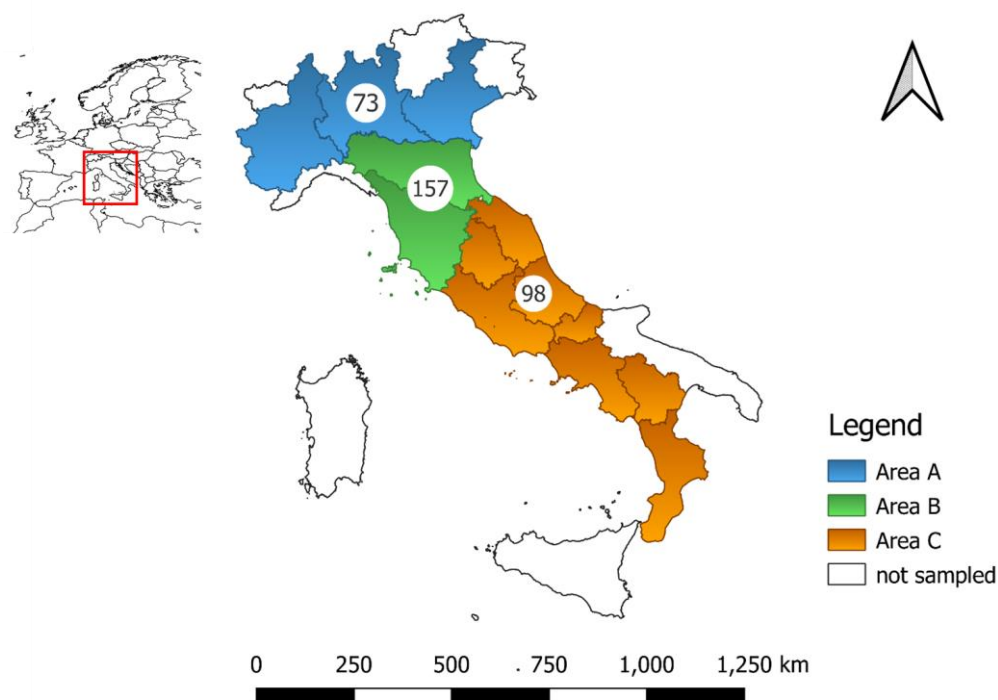 73
157
98
Legend
Area A
Area B
Area C
not sampled
0 250 500 . 750 1,000 1,250 km